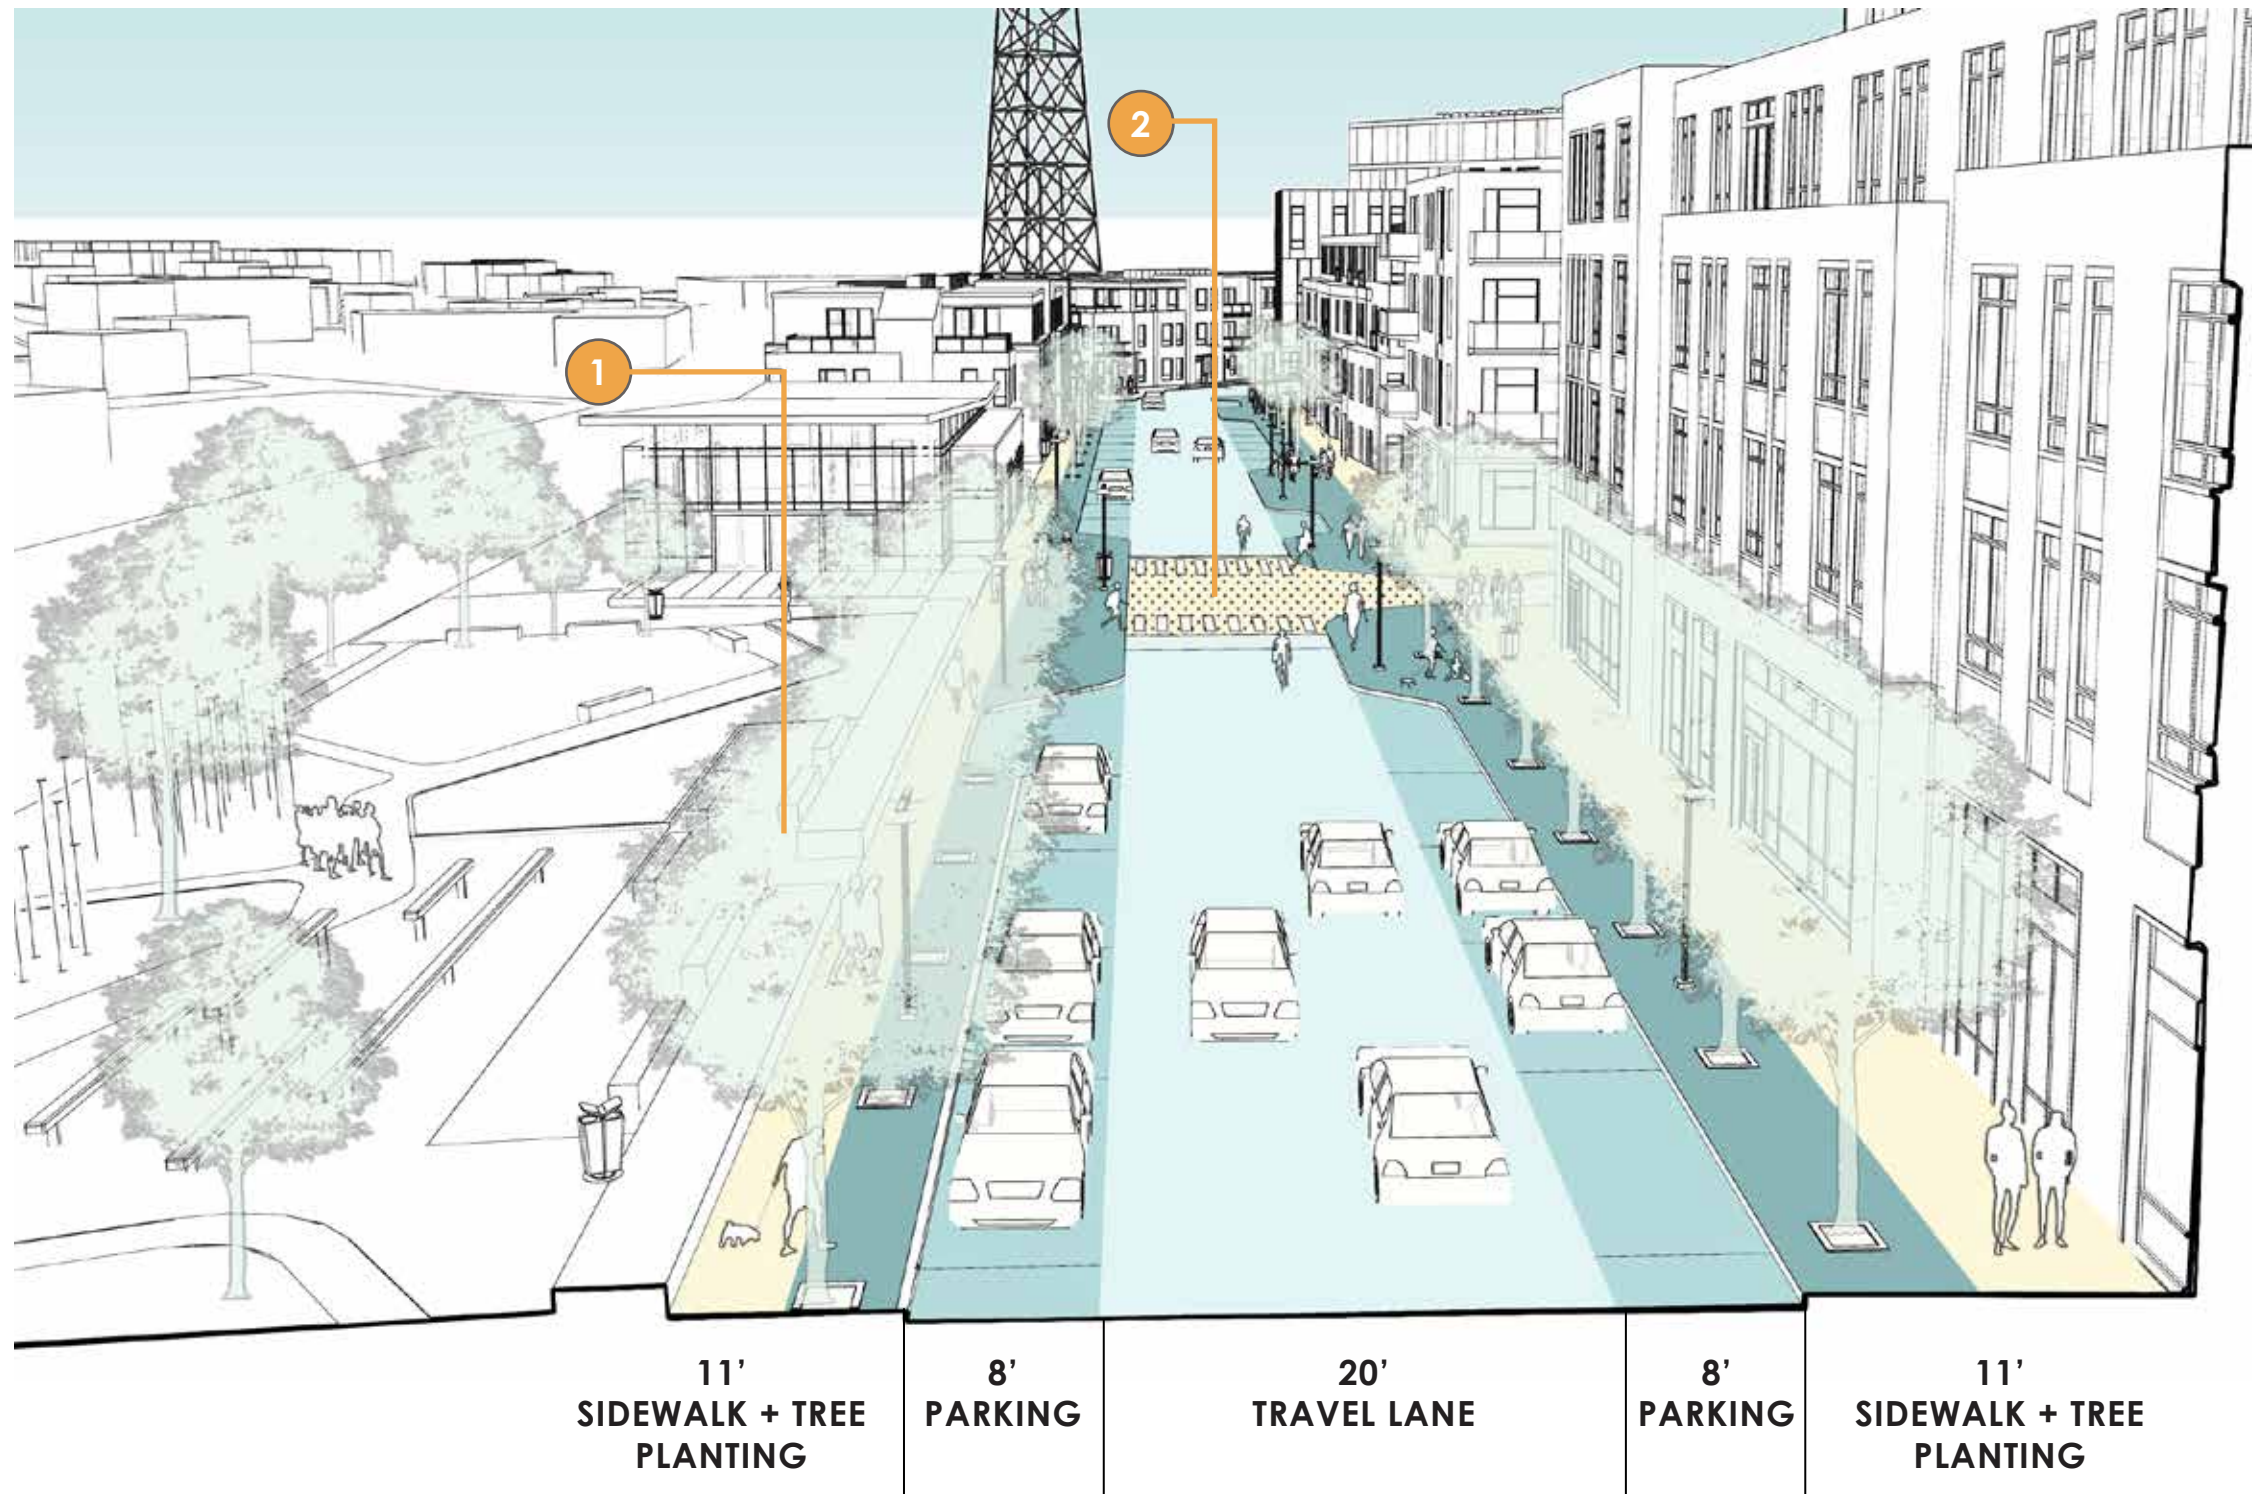 2
1
11’
SIDEWALK + TREE
PLANTING
8’
PARKING
20’
TRAVEL LANE
8’
PARKING
11’
SIDEWALK + TREE
PLANTING